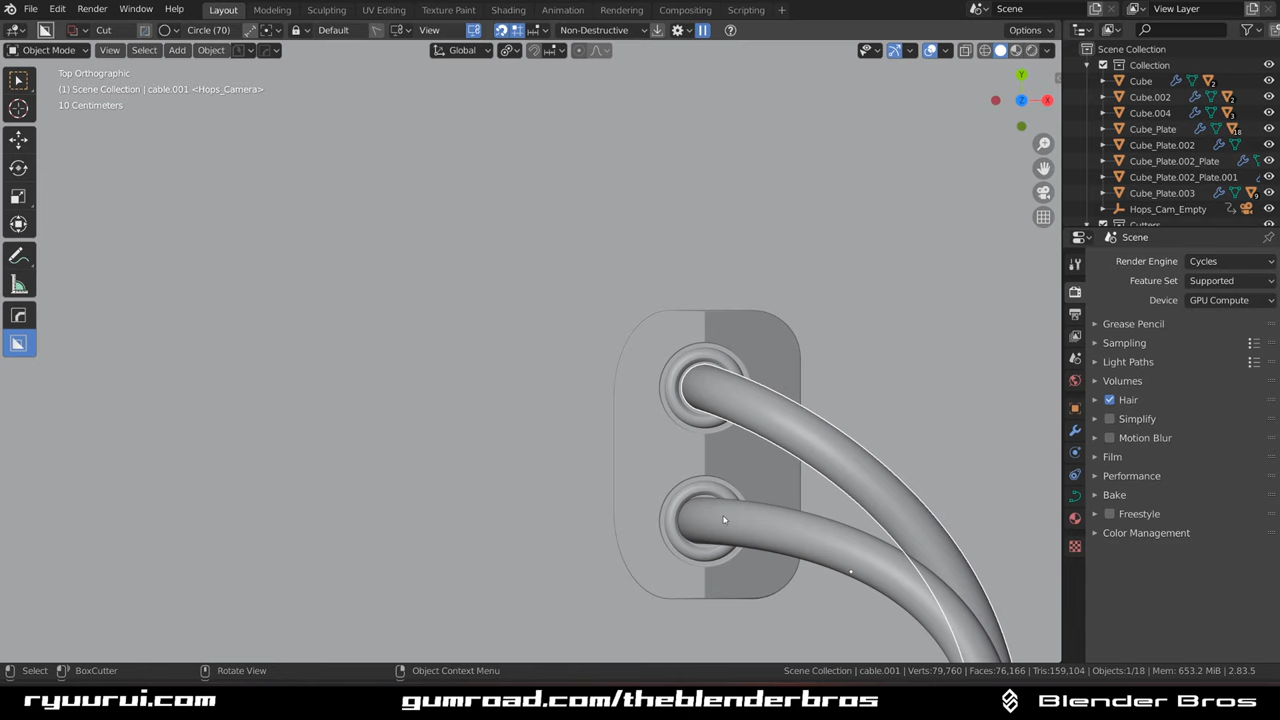 File Edit Render Window Help Layout Modeling Sculpting UV Editing Texture Paint Shading Animation Rendering Compositing Scripting + Scene View Layer
Cut Circle (70) Default View Non-Destructive Options
Object Mode View Select Add Object Global
Top Orthographic
(1) Scene Collection | cable.001 <Hops_Camera>
10 Centimeters
Y
Z
X
Scene Collection
Collection
Cube 2
Cube.002 2
Cube.004 3
Cube_Plate 18
Cube_Plate.002
Cube_Plate.002_Plate
Cube_Plate.002_Plate.001
Cube_Plate.003 9
Hops_Cam_Empty
Cutters
Scene
Render Engine Cycles
Feature Set Supported
Device GPU Compute
Grease Pencil
Sampling
Light Paths
Volumes
Hair
Simplify
Motion Blur
Film
Performance
Bake
Freestyle
Color Management
Select BoxCutter Rotate View Object Context Menu Scene Collection | cable.001 | Verts:79,760 | Faces:76,166 | Tris:159,104 | Objects:1/18 | Mem: 653.2 MiB | 2.83.5
ryuurui.com gumroad.com/theblenderbros Blender Bros